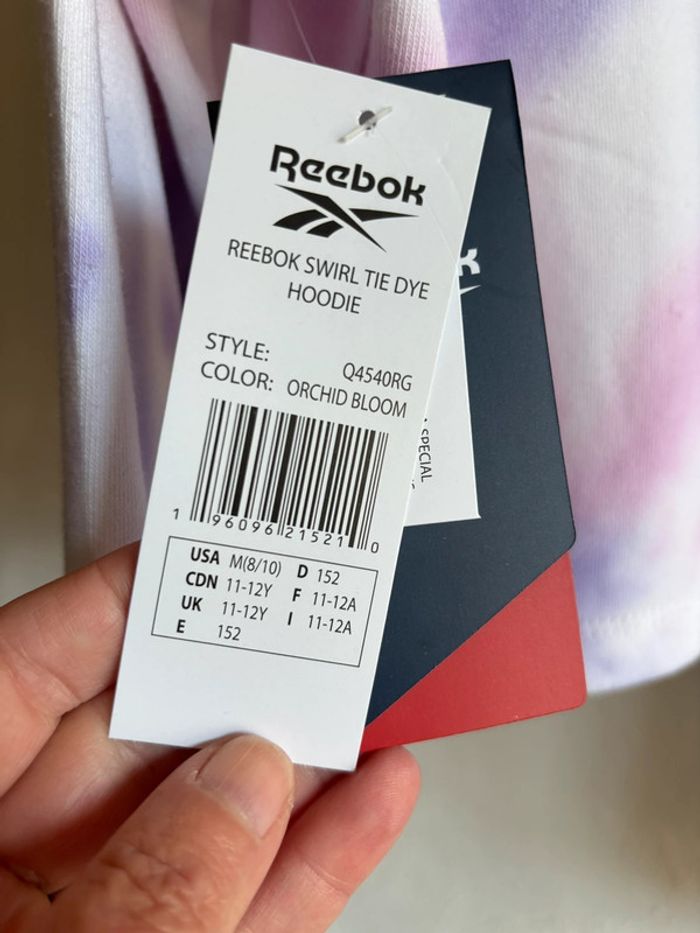 Reebok
REEBOK SWIRL TIE DYE
HOODIE
STYLE: Q4540RG
COLOR: ORCHID BLOOM
1 96096 21521 0
USA M(8/10) D 152
CDN 11-12Y F 11-12A
UK 11-12Y I 11-12A
E 152
SPECIAL